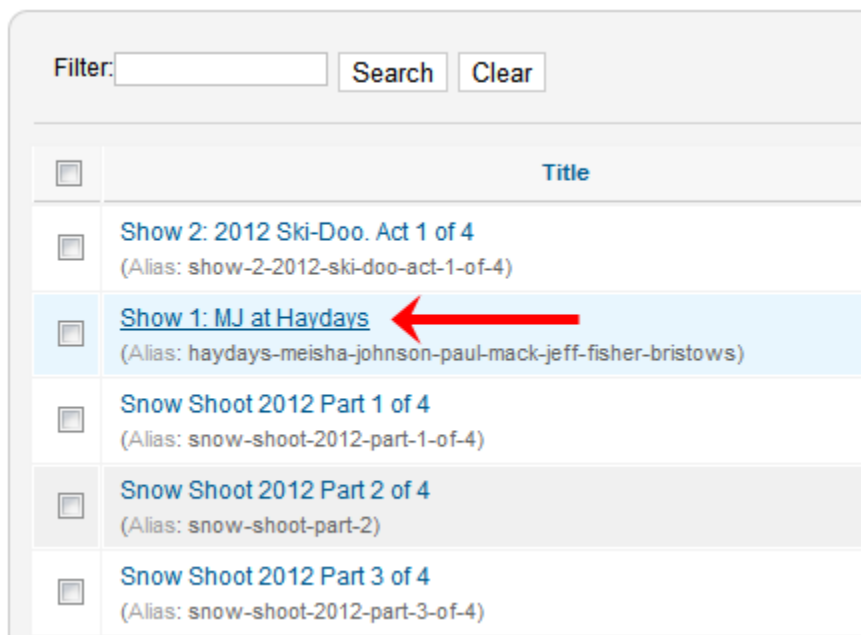 Filter: Search Clear
Title
Show 2: 2012 Ski-Doo. Act 1 of 4
(Alias: show-2-2012-ski-doo-act-1-of-4)
Show 1: MJ at Haydays
(Alias: haydays-meisha-johnson-paul-mack-jeff-fisher-bristows)
Snow Shoot 2012 Part 1 of 4
(Alias: snow-shoot-2012-part-1-of-4)
Snow Shoot 2012 Part 2 of 4
(Alias: snow-shoot-part-2)
Snow Shoot 2012 Part 3 of 4
(Alias: snow-shoot-2012-part-3-of-4)